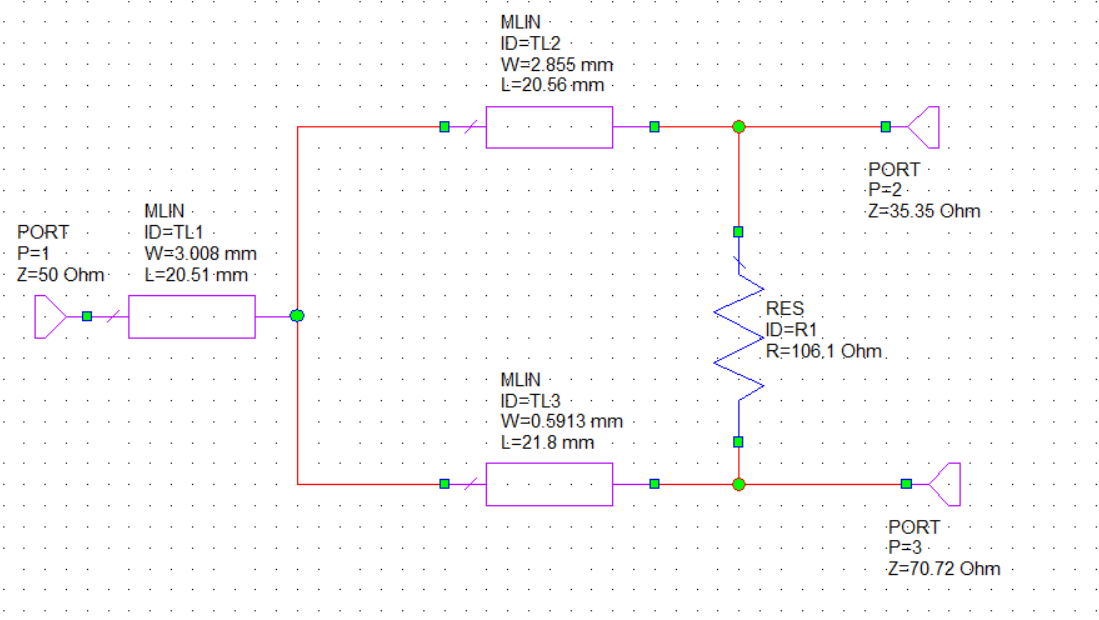 MLIN
ID=TL2
W=2.855 mm
L=20.56 mm
PORT
P=2
Z=35.35 Ohm
MLIN
ID=TL1
W=3.008 mm
L=20.51 mm
PORT
P=1
Z=50 Ohm
RES
ID=R1
R=106.1 Ohm
MLIN
ID=TL3
W=0.5913 mm
L=21.8 mm
PORT
P=3
Z=70.72 Ohm